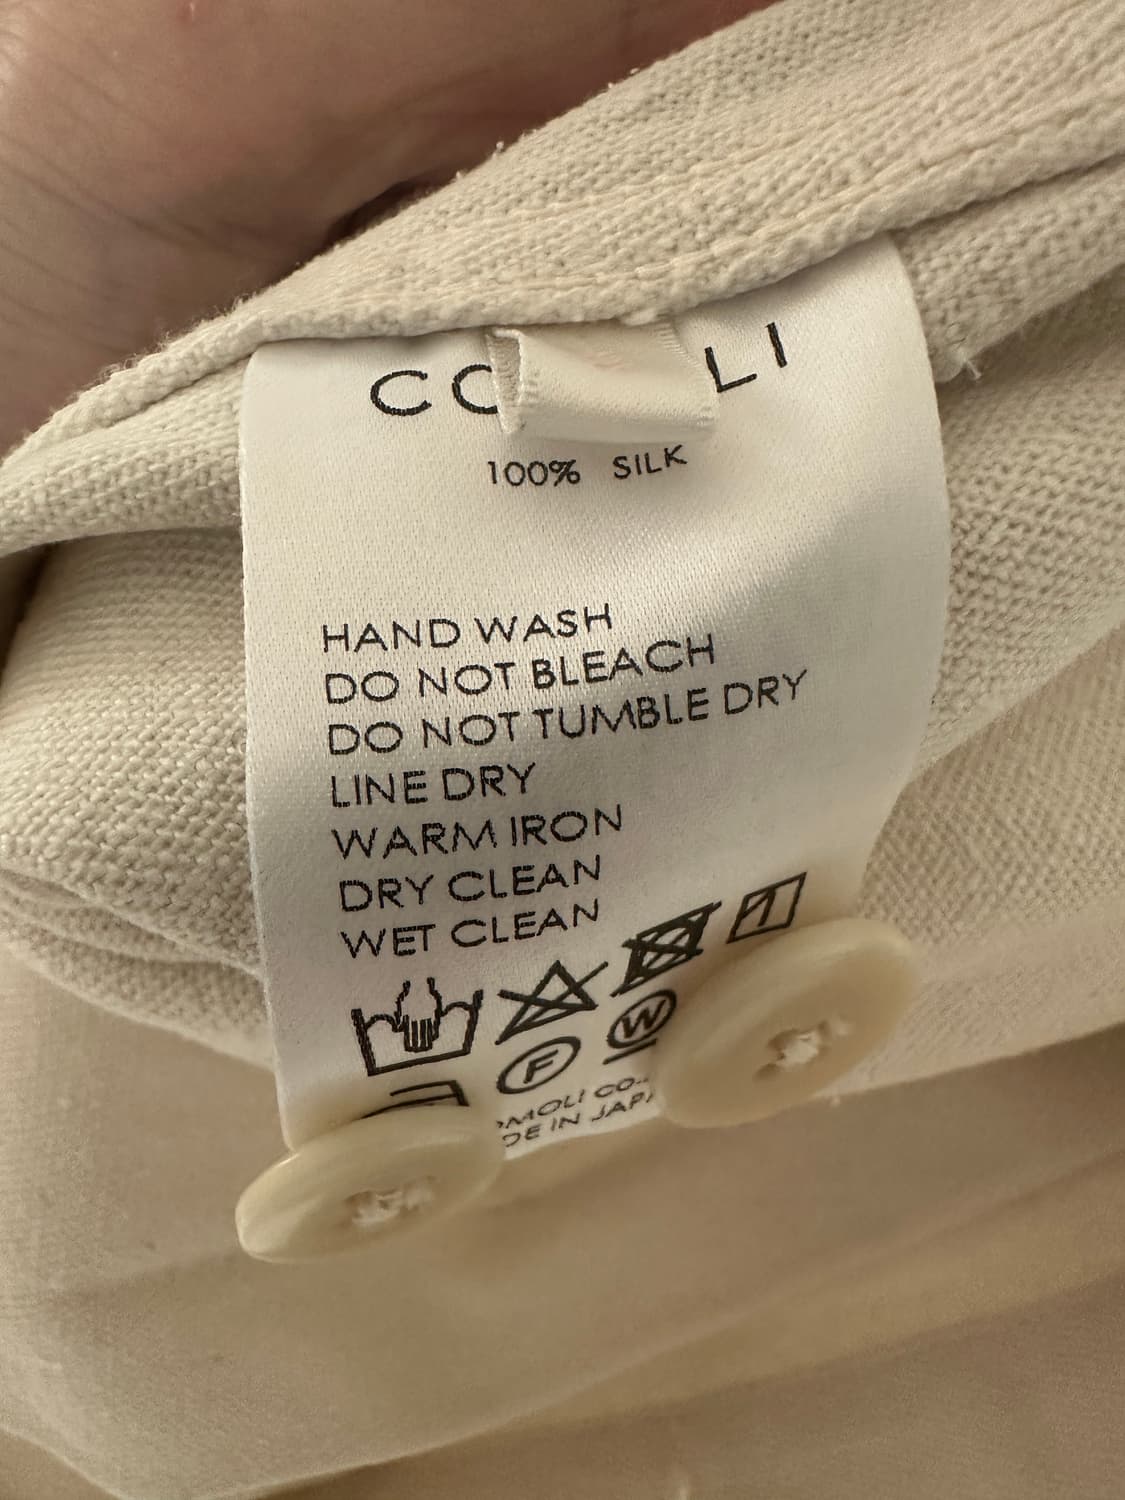 100% SILK
HAND WASH
DO NOT BLEACH
DO NOT TUMBLE DRY
LINE DRY
WARM IRON
DRY CLEAN
WET CLEAN
F W
IN